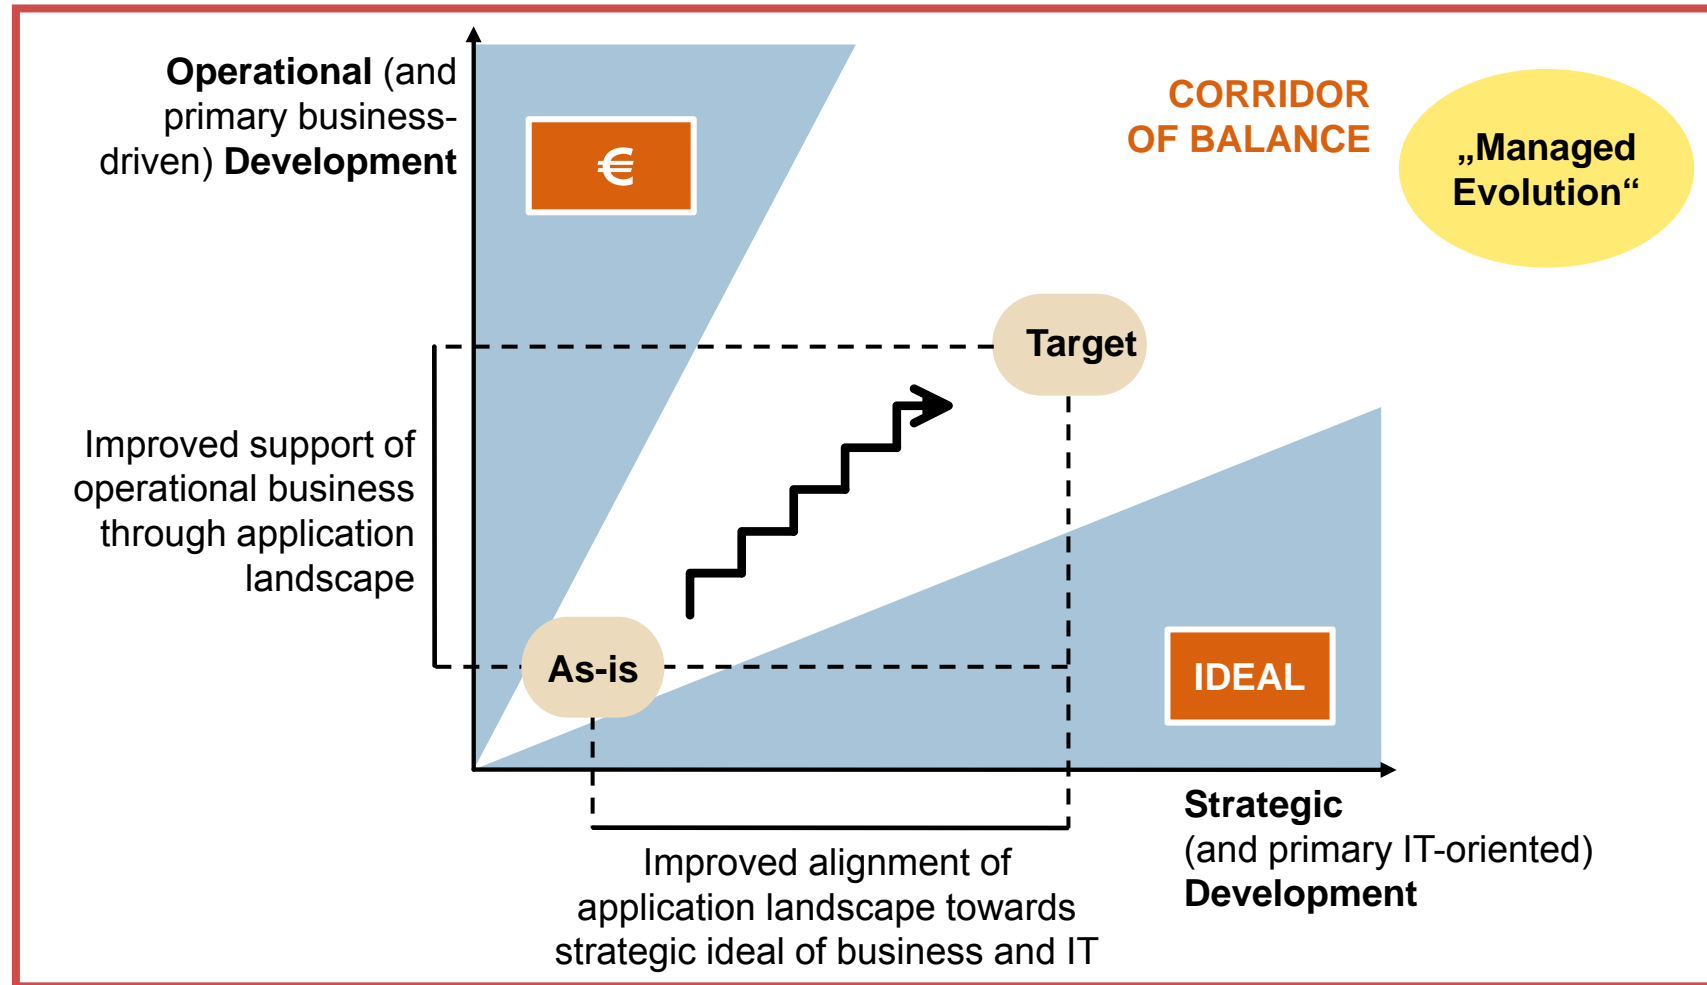 Operational (and
primary business-
driven) Development
€
CORRIDOR
OF BALANCE
„Managed
Evolution“
Target
Improved support of
operational business
through application
landscape
As-is
IDEAL
Strategic
(and primary IT-oriented)
Development
Improved alignment of
application landscape towards
strategic ideal of business and IT